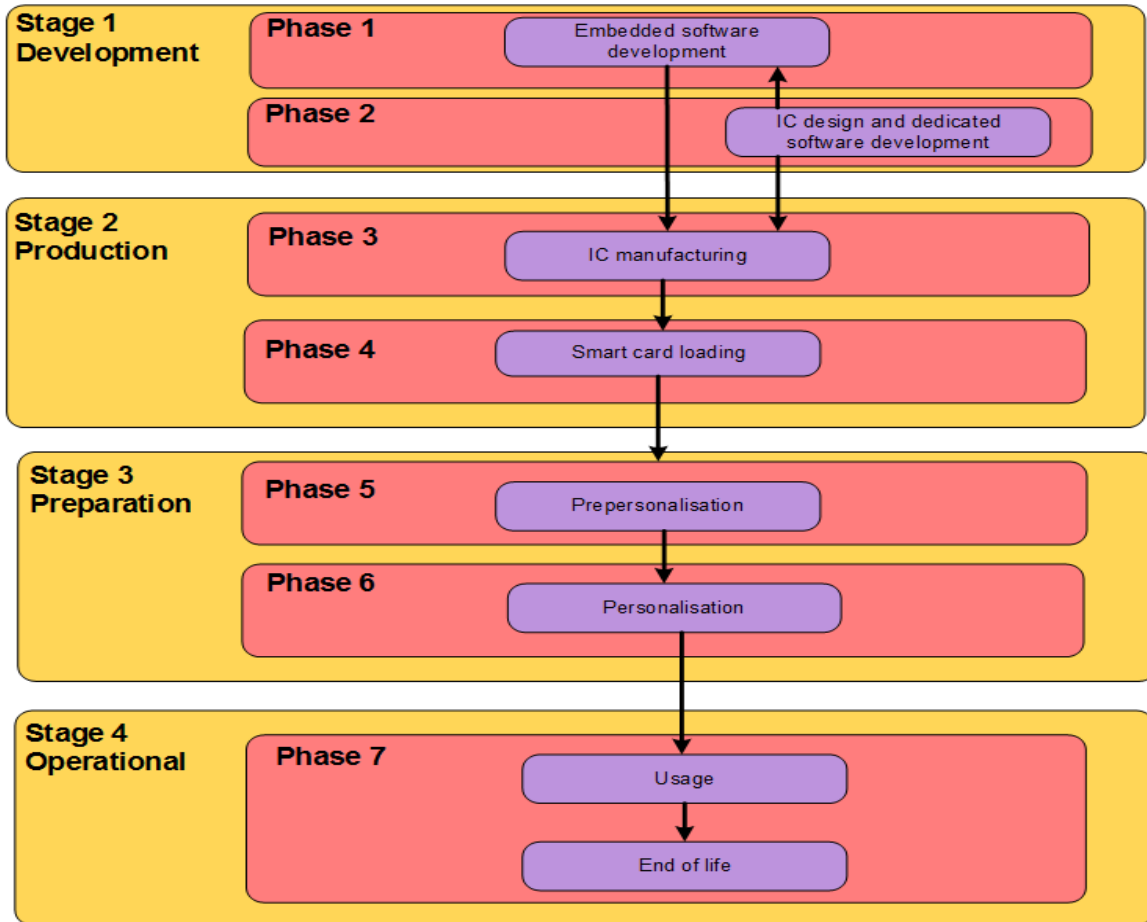 Stage 1
Development
Phase 1
Embedded software
development
Phase 2
IC design and dedicated
software development
Stage 2
Production
Phase 3
IC manufacturing
Phase 4
Smart card loading
Stage 3
Preparation
Phase 5
Prepersonalisation
Phase 6
Personalisation
Stage 4
Operational
Phase 7
Usage
End of life